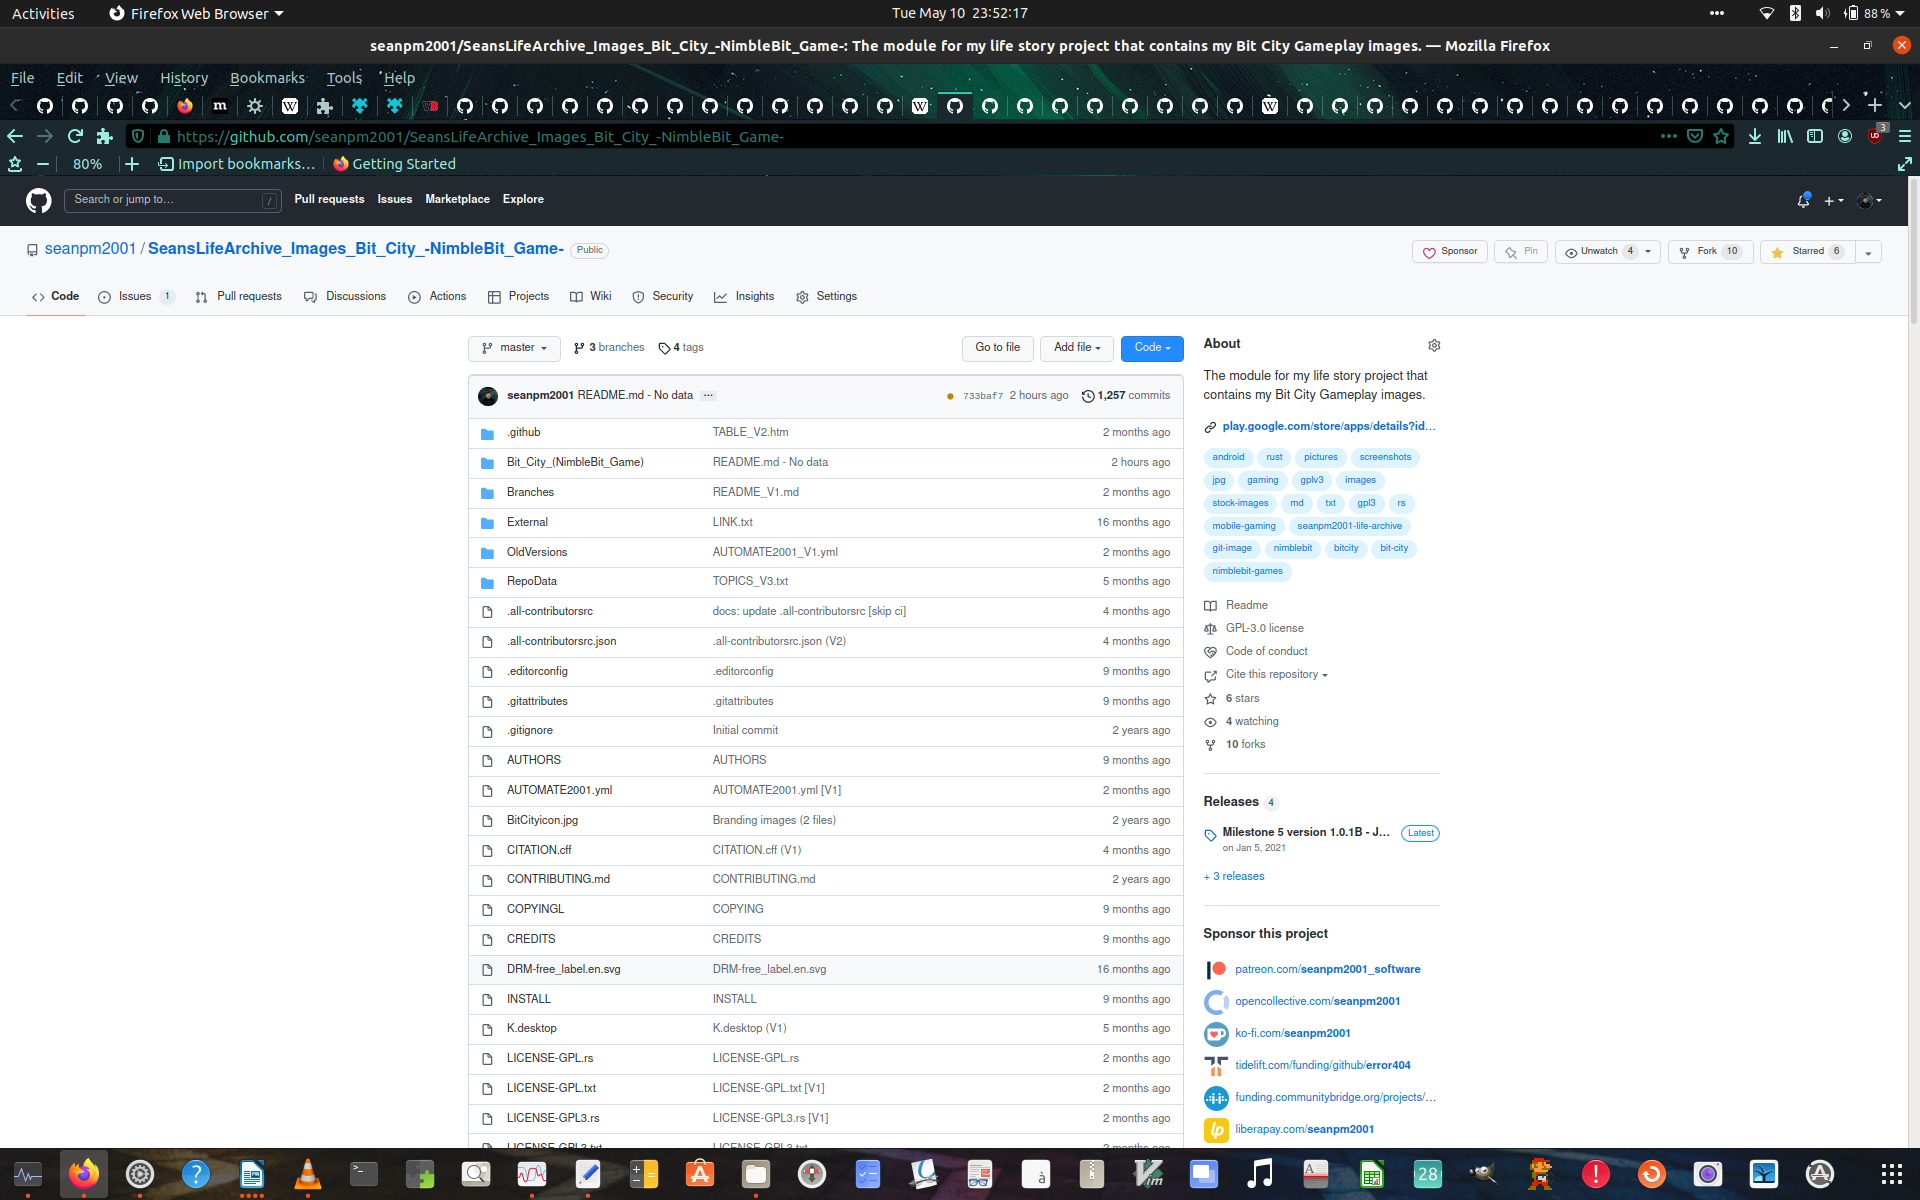 Activities Firefox Web Browser Tue May 10 23:52:17 88 %
seanpm2001/SeansLifeArchive_Images_Bit_City_-NimbleBit_Game-: The module for my life story project that contains my Bit City Gameplay images. — Mozilla Firefox
File Edit View History Bookmarks Tools Help
https://github.com/seanpm2001/SeansLifeArchive_Images_Bit_City_-NimbleBit_Game- 3
80% Import bookmarks... Getting Started
Search or jump to... / Pull requests Issues Marketplace Explore
seanpm2001 / SeansLifeArchive_Images_Bit_City_-NimbleBit_Game- Public Sponsor Pin Unwatch 4 Fork 10 Starred 6
Code Issues 1 Pull requests Discussions Actions Projects Wiki Security Insights Settings
master 3 branches 4 tags Go to file Add file Code
seanpm2001 README.md - No data ... 733baf7 2 hours ago 1,257 commits
.github TABLE_V2.htm 2 months ago
Bit_City_(NimbleBit_Game) README.md - No data 2 hours ago
Branches README_V1.md 2 months ago
External LINK.txt 16 months ago
OldVersions AUTOMATE2001_V1.yml 2 months ago
RepoData TOPICS_V3.txt 5 months ago
.all-contributorsrc docs: update .all-contributorsrc [skip ci] 4 months ago
.all-contributorsrc.json .all-contributorsrc.json (V2) 4 months ago
.editorconfig .editorconfig 9 months ago
.gitattributes .gitattributes 9 months ago
.gitignore Initial commit 2 years ago
AUTHORS AUTHORS 9 months ago
AUTOMATE2001.yml AUTOMATE2001.yml [V1] 2 months ago
BitCityicon.jpg Branding images (2 files) 2 years ago
CITATION.cff CITATION.cff (V1) 4 months ago
CONTRIBUTING.md CONTRIBUTING.md 2 years ago
COPYINGL COPYING 9 months ago
CREDITS CREDITS 9 months ago
DRM-free_label.en.svg DRM-free_label.en.svg 16 months ago
INSTALL INSTALL 9 months ago
K.desktop K.desktop (V1) 5 months ago
LICENSE-GPL.rs LICENSE-GPL.rs 2 months ago
LICENSE-GPL.txt LICENSE-GPL.txt [V1] 2 months ago
LICENSE-GPL3.rs LICENSE-GPL3.rs [V1] 2 months ago
LICENSE-GPL3.txt LICENSE-GPL3.txt 2 months ago
About
The module for my life story project that
contains my Bit City Gameplay images.
play.google.com/store/apps/details?id...
android rust pictures screenshots
jpg gaming gplv3 images
stock-images md txt gpl3 rs
mobile-gaming seanpm2001-life-archive
git-image nimblebit bitcity bit-city
nimblebit-games
Readme
GPL-3.0 license
Code of conduct
Cite this repository
6 stars
4 watching
10 forks
Releases 4
Milestone 5 version 1.0.1B - J... Latest
on Jan 5, 2021
+ 3 releases
Sponsor this project
patreon.com/seanpm2001_software
opencollective.com/seanpm2001
ko-fi.com/seanpm2001
tidelift.com/funding/github/error404
funding.communitybridge.org/projects/...
liberapay.com/seanpm2001
28